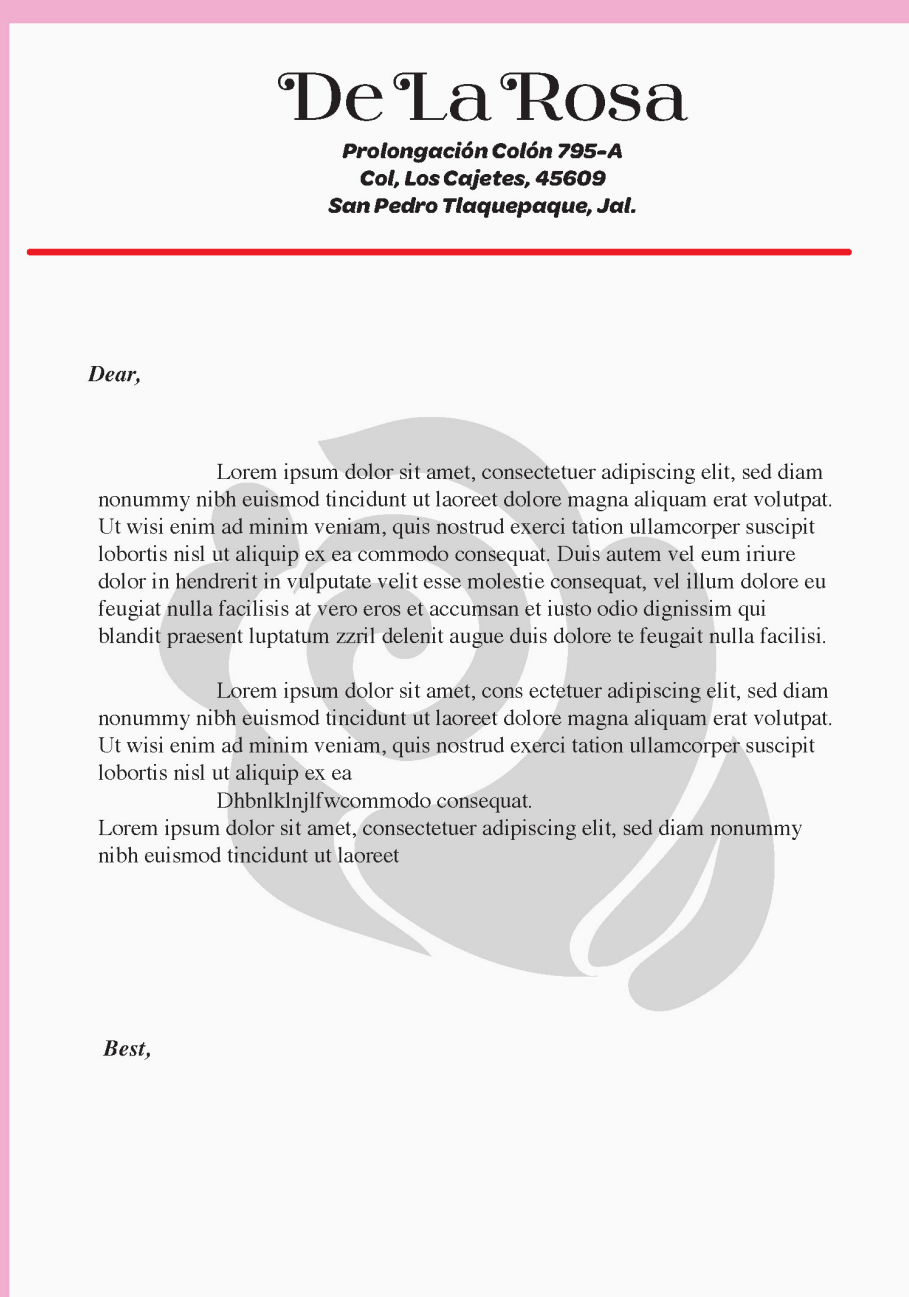 De La Rosa
Prolongación Colón 795-A
Col, Los Cajetes, 45609
San Pedro Tlaquepaque, Jal.
Dear,
Lorem ipsum dolor sit amet, consectetuer adipiscing elit, sed diam
nonummy nibh euismod tincidunt ut laoreet dolore magna aliquam erat volutpat.
Ut wisi enim ad minim veniam, quis nostrud exerci tation ullamcorper suscipit
lobortis nisl ut aliquip ex ea commodo consequat. Duis autem vel eum iriure
dolor in hendrerit in vulputate velit esse molestie consequat, vel illum dolore eu
feugiat nulla facilisis at vero eros et accumsan et iusto odio dignissim qui
blandit praesent luptatum zzril delenit augue duis dolore te feugait nulla facilisi.
Lorem ipsum dolor sit amet, cons ectetuer adipiscing elit, sed diam
nonummy nibh euismod tincidunt ut laoreet dolore magna aliquam erat volutpat.
Ut wisi enim ad minim veniam, quis nostrud exerci tation ullamcorper suscipit
lobortis nisl ut aliquip ex ea
Dhbnlklnjlfwcommodo consequat.
Lorem ipsum dolor sit amet, consectetuer adipiscing elit, sed diam nonummy
nibh euismod tincidunt ut laoreet
Best,